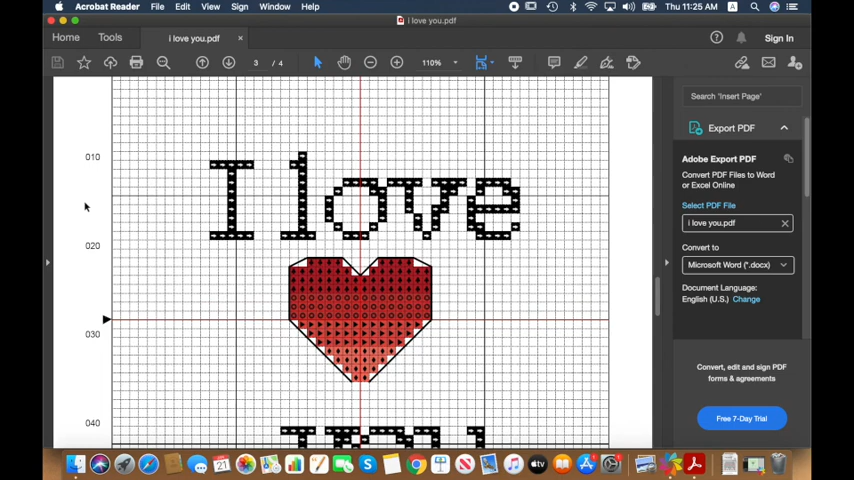 Acrobat Reader File Edit View Sign Window Help Thu 11:25 AM A
i love you.pdf
Home Tools i love you.pdf × ? Sign In
3 / 4 110%
Search 'Insert Page'
Export PDF
Adobe Export PDF
Convert PDF Files to Word
or Excel Online
Select PDF File
i love you.pdf
Convert to
Microsoft Word (*.docx)
Document Language:
English (U.S.) Change
Convert, edit and sign PDF
forms & agreements
Free 7-Day Trial
010
I love
020
030
040